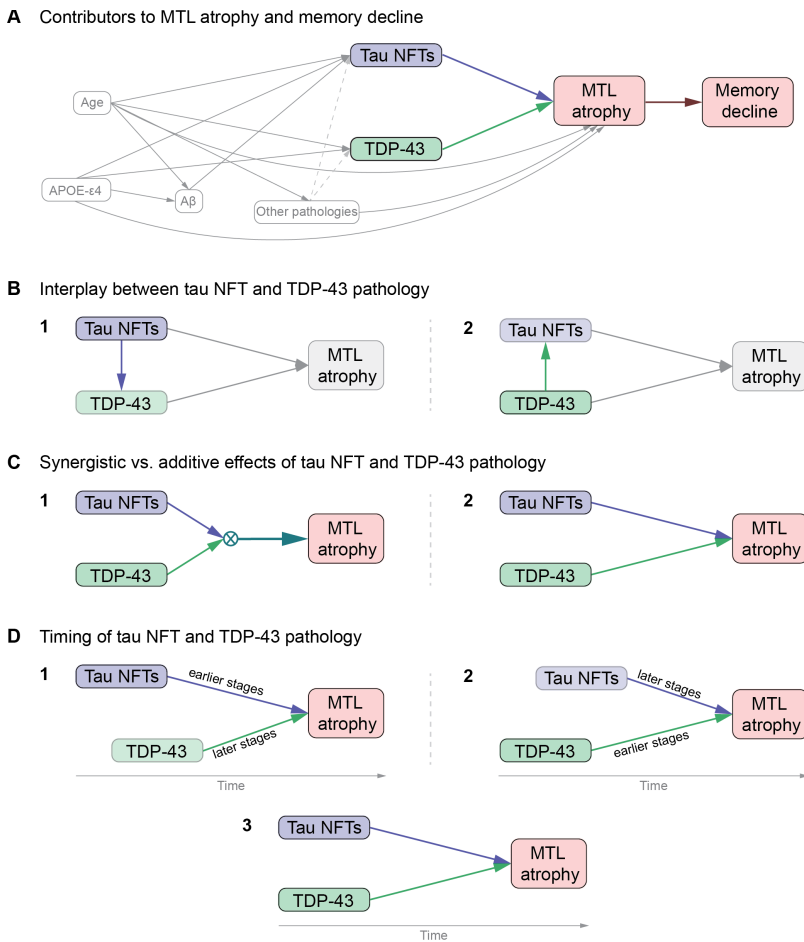 A Contributors to MTL atrophy and memory decline
Tau NFTs
MTL
atrophy
Memory
decline
Age
TDP-43
APOE-ε4
Aβ
Other pathologies
B Interplay between tau NFT and TDP-43 pathology
1
Tau NFTs
TDP-43
MTL
atrophy
2
Tau NFTs
TDP-43
MTL
atrophy
C Synergistic vs. additive effects of tau NFT and TDP-43 pathology
1
Tau NFTs
TDP-43
MTL
atrophy
2
Tau NFTs
TDP-43
MTL
atrophy
D Timing of tau NFT and TDP-43 pathology
1
Tau NFTs
earlier stages
MTL
atrophy
TDP-43
later stages
Time
2
Tau NFTs
later stages
MTL
atrophy
TDP-43
earlier stages
Time
3
Tau NFTs
MTL
atrophy
TDP-43
Time